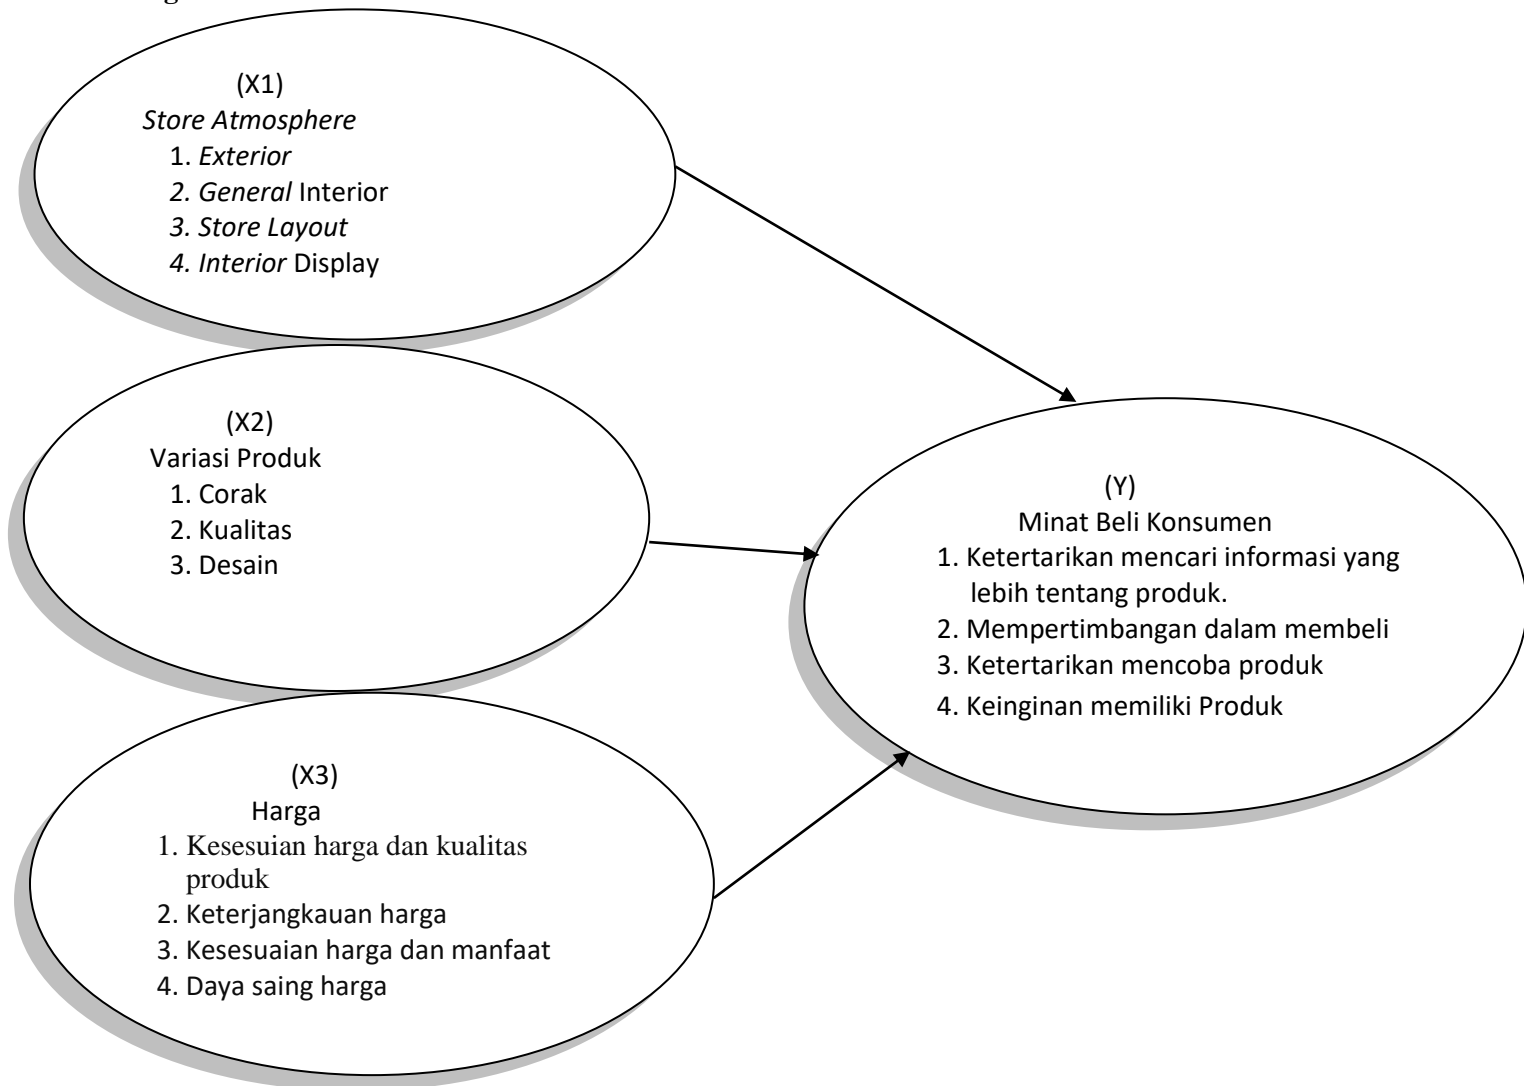 (X1)
Store Atmosphere
1. Exterior
2. General Interior
3. Store Layout
4. Interior Display
(X2)
Variasi Produk
1. Corak
2. Kualitas
3. Desain
(X3)
Harga
1. Kesesuian harga dan kualitas
produk
2. Keterjangkauan harga
3. Kesesuaian harga dan manfaat
4. Daya saing harga
(Y)
Minat Beli Konsumen
1. Ketertarikan mencari informasi yang
lebih tentang produk.
2. Mempertimbangan dalam membeli
3. Ketertarikan mencoba produk
4. Keinginan memiliki Produk